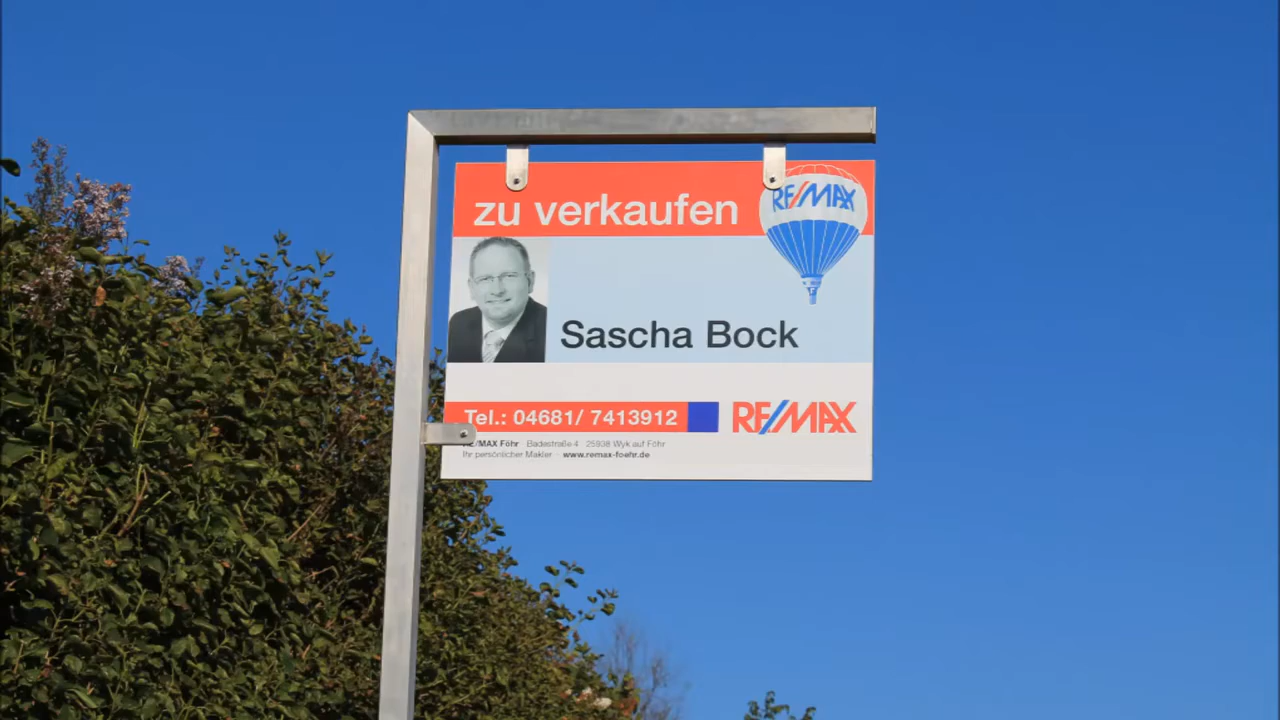 zu verkaufen
RE/MAX
Sascha Bock
Tel.: 04681/ 7413912
RE/MAX
RE/MAX Föhr · Badestraße 4 · 25938 Wyk auf Föhr
Ihr persönlicher Makler · www.remax-foehr.de